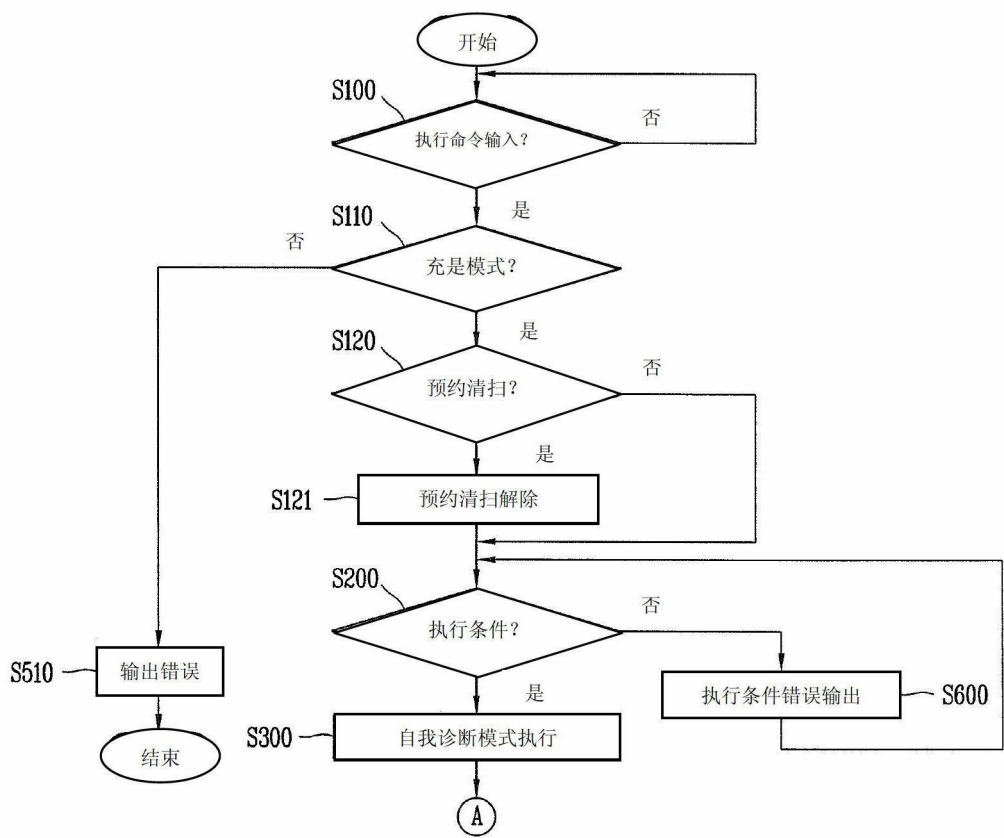 开始
S100
执行命令输入？
否
是
S110
否
充是模式？
是
S120
预约清扫？
否
是
S121
预约清扫解除
S200
执行条件？
否
是
S510
输出错误
执行条件错误输出
S600
S300
自我诊断模式执行
结束
A